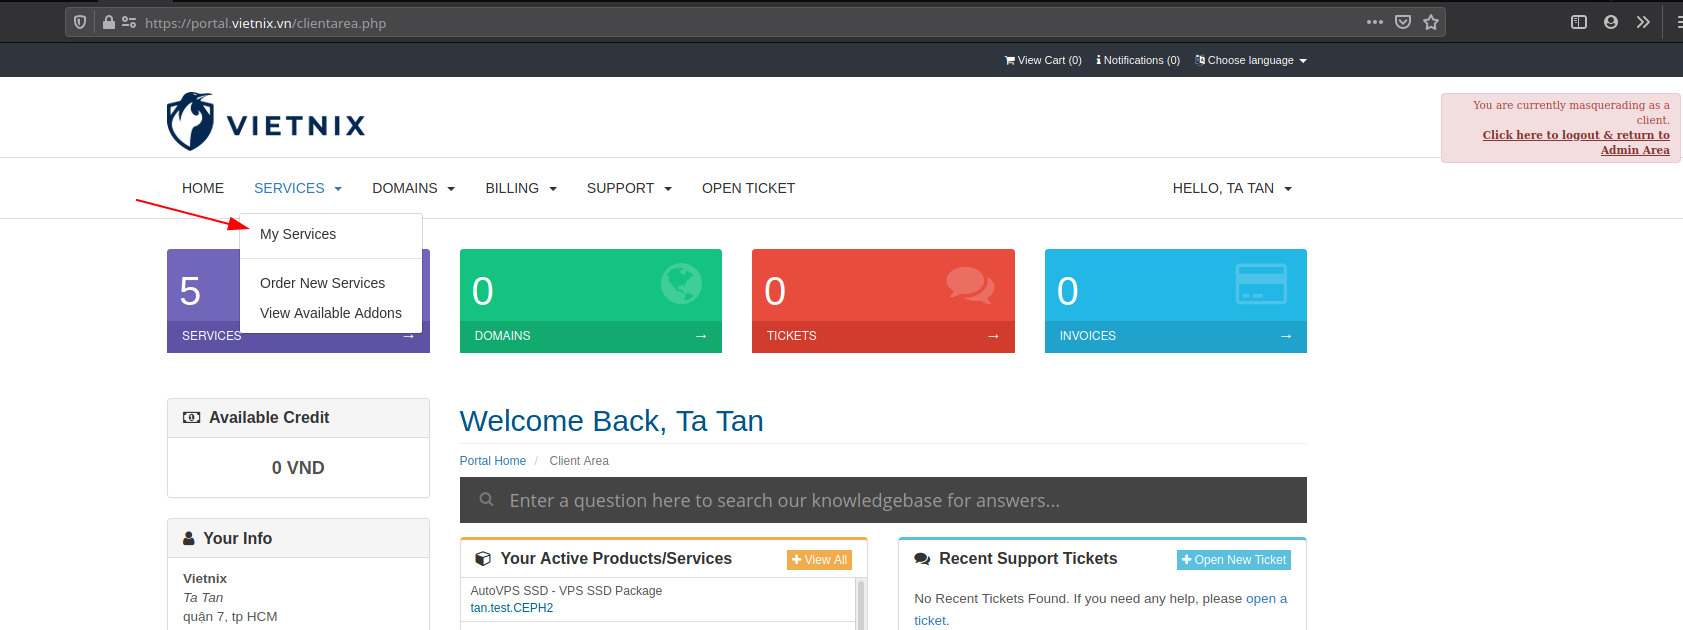 https://portal.vietnix.vn/clientarea.php
View Cart (0) Notifications (0) Choose language
You are currently masquerading as a
client.
Click here to logout & return to
Admin Area
VIETNIX
HOME SERVICES DOMAINS BILLING SUPPORT OPEN TICKET HELLO, TA TAN
My Services
Order New Services
View Available Addons
5
SERVICES →
0
DOMAINS →
0
TICKETS →
0
INVOICES →
Available Credit
0 VND
Your Info
Vietnix
Ta Tan
quận 7, tp HCM
Welcome Back, Ta Tan
Portal Home / Client Area
Enter a question here to search our knowledgebase for answers...
Your Active Products/Services
+ View All
AutoVPS SSD - VPS SSD Package
tan.test.CEPH2
Recent Support Tickets
+ Open New Ticket
No Recent Tickets Found. If you need any help, please open a
ticket.